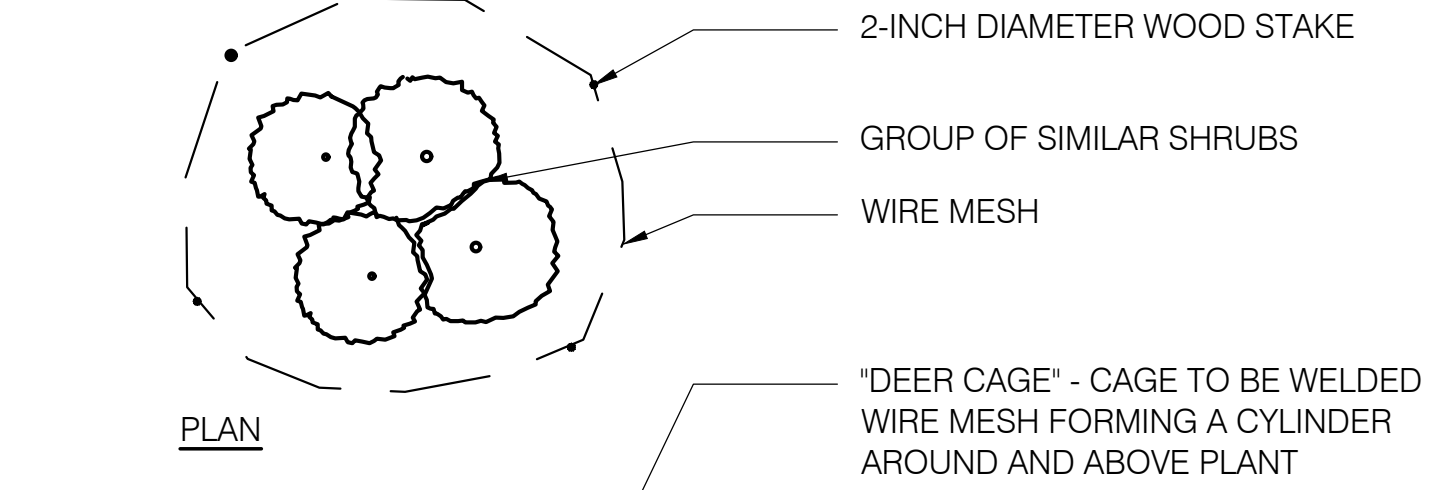 2-INCH DIAMETER WOOD STAKE
GROUP OF SIMILAR SHRUBS
WIRE MESH
"DEER CAGE" - CAGE TO BE WELDED
WIRE MESH FORMING A CYLINDER
AROUND AND ABOVE PLANT
PLAN